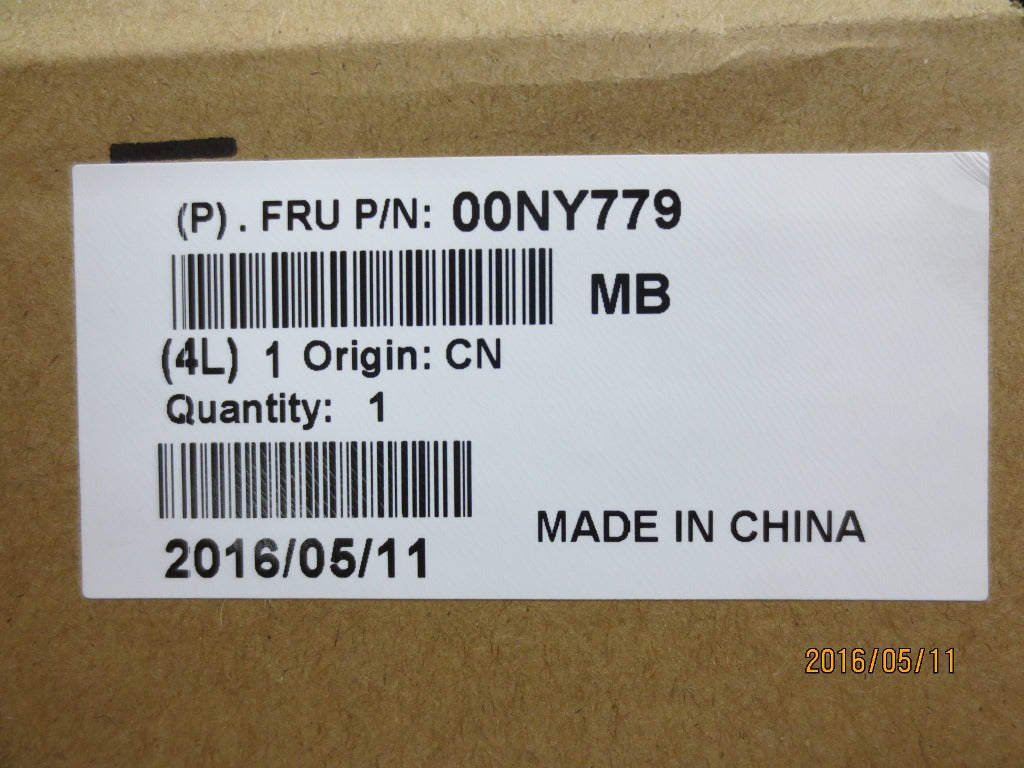 (P) . FRU P/N: 00NY779
MB
(4L) 1 Origin: CN
Quantity: 1
2016/05/11
MADE IN CHINA
2016/05/11